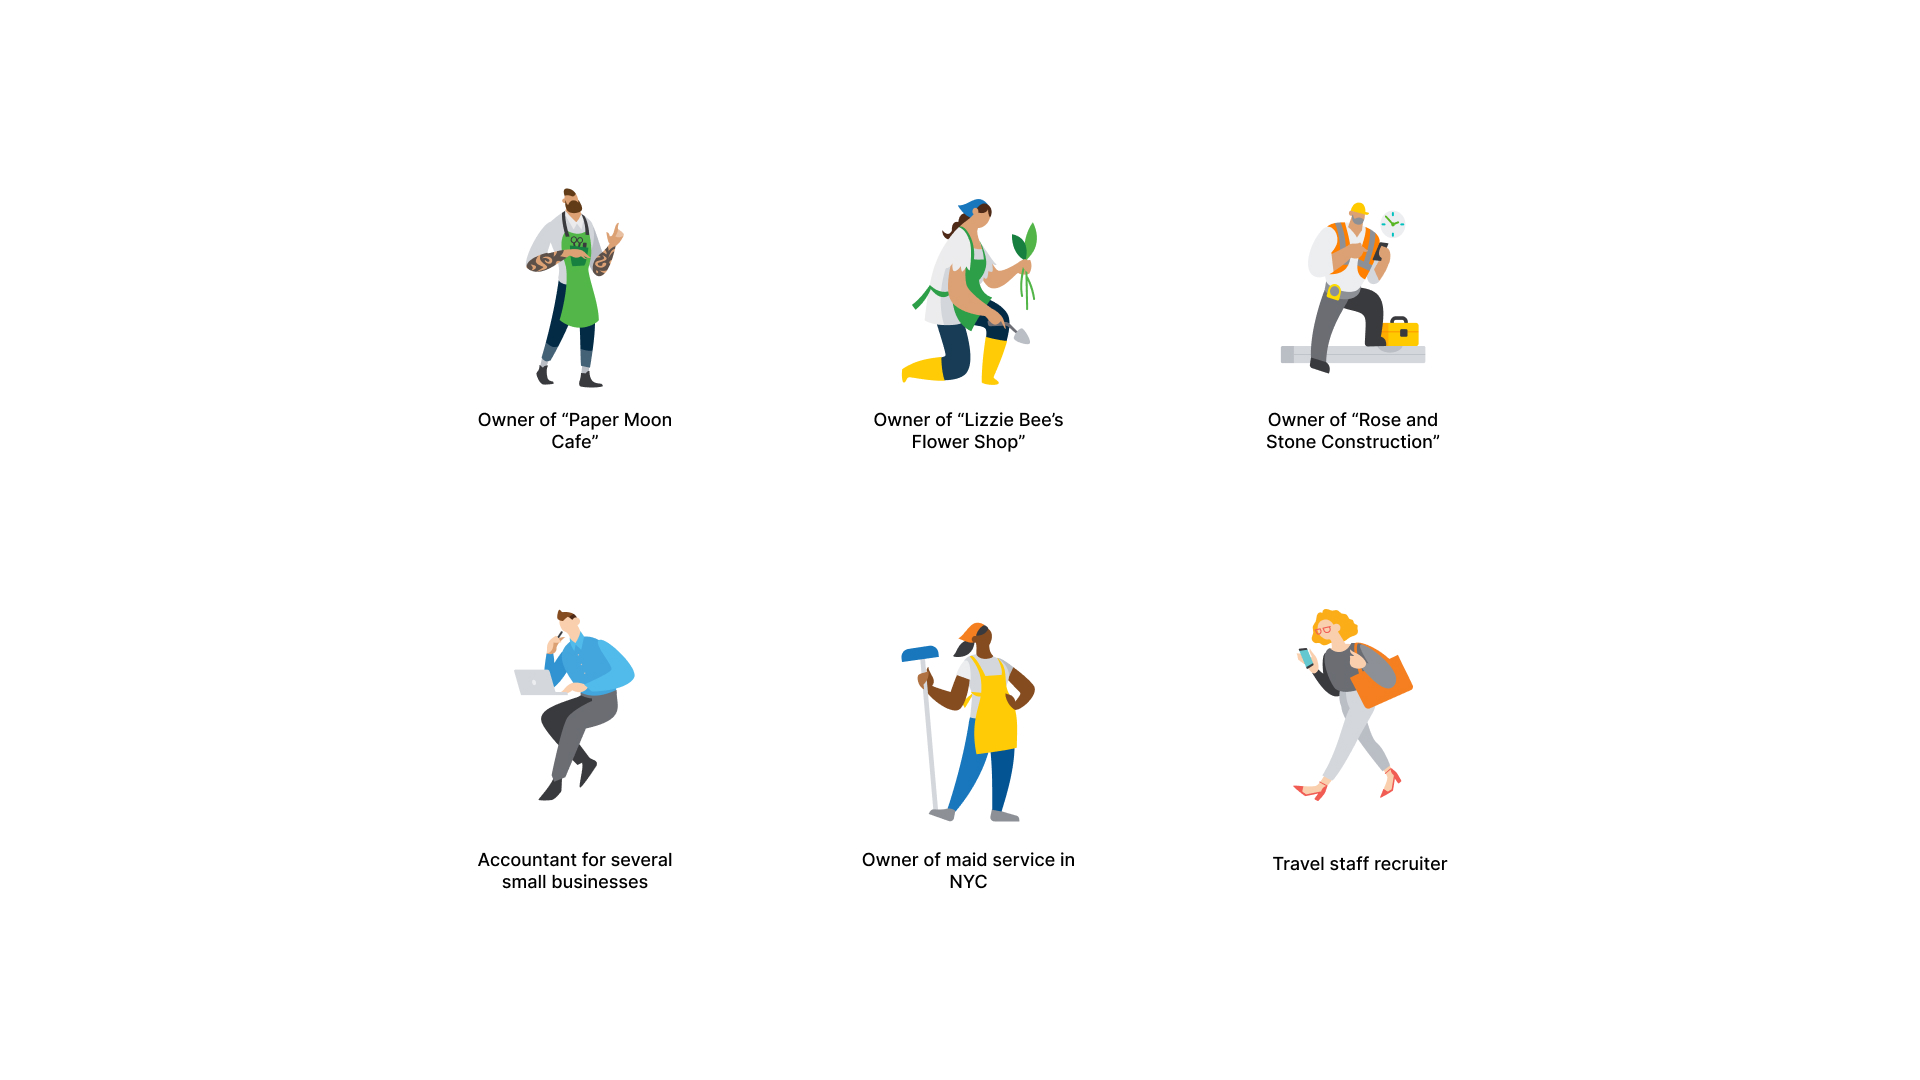 Owner of “Paper Moon
Cafe”
Owner of “Lizzie Bee’s
Flower Shop”
Owner of “Rose and
Stone Construction”
Accountant for several
small businesses
Owner of maid service in
NYC
Travel staff recruiter